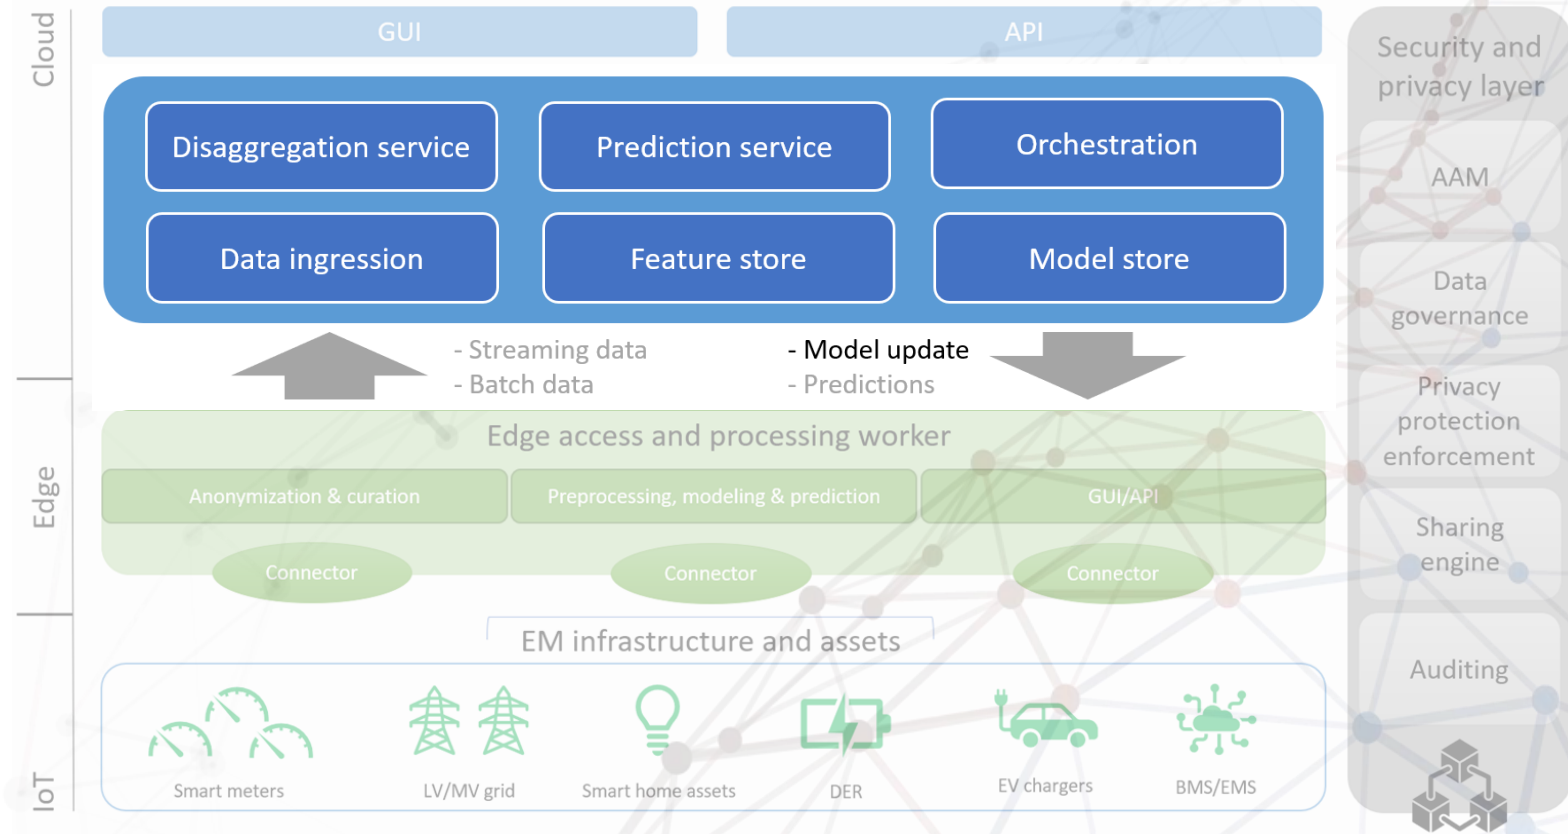 Cloud
GUI
API
Disaggregation service
Prediction service
Orchestration
Data ingression
Feature store
Model store
- Streaming data
- Batch data
- Model update
- Predictions
Edge
Edge access and processing worker
Anonymization & curation
Preprocessing, modeling & prediction
GUI/API
Connector
Connector
Connector
IoT
EM infrastructure and assets
Smart meters
LV/MV grid
Smart home assets
DER
EV chargers
BMS/EMS
Security and
privacy layer
AAM
Data
governance
Privacy
protection
enforcement
Sharing
engine
Auditing